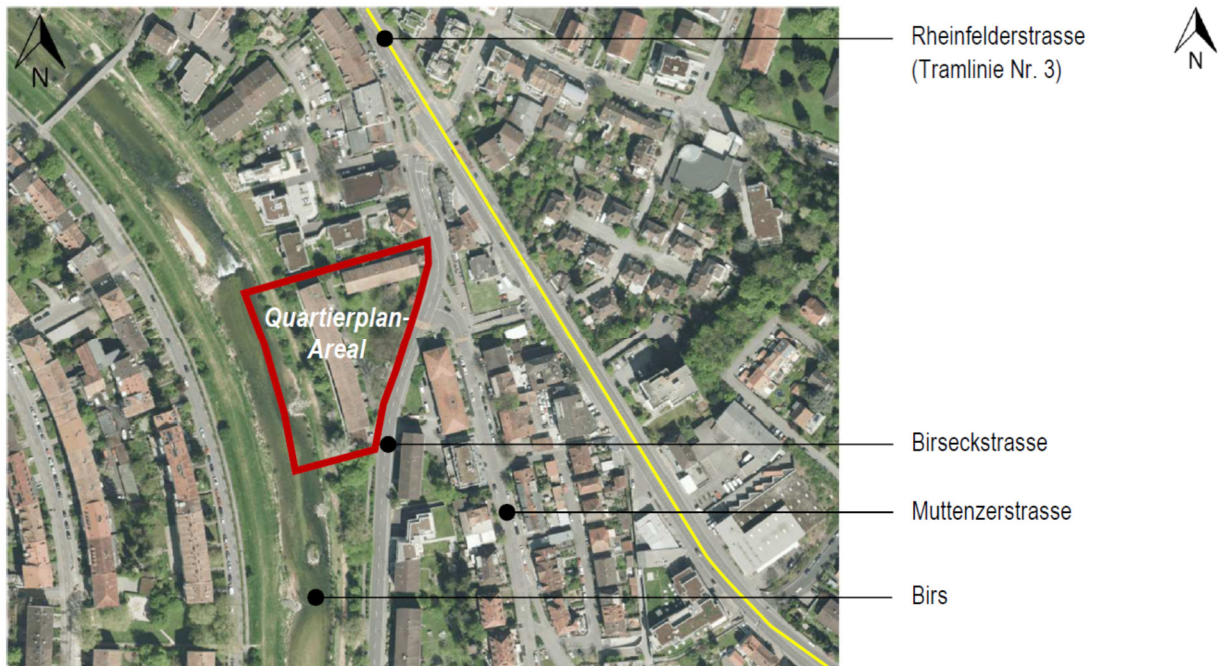 N
Rheinfelderstrasse
(Tramlinie Nr. 3)
N
Quartierplan-
Areal
Birseckstrasse
Muttenzerstrasse
Birs